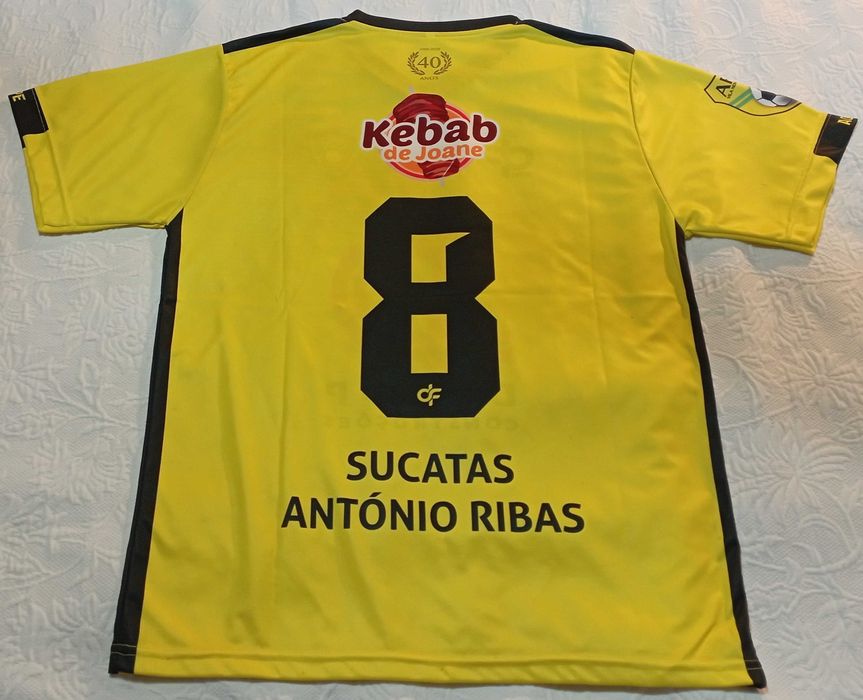 40
ANOS
Kebab
de Joane
8
SUCATAS
ANTÓNIO RIBAS